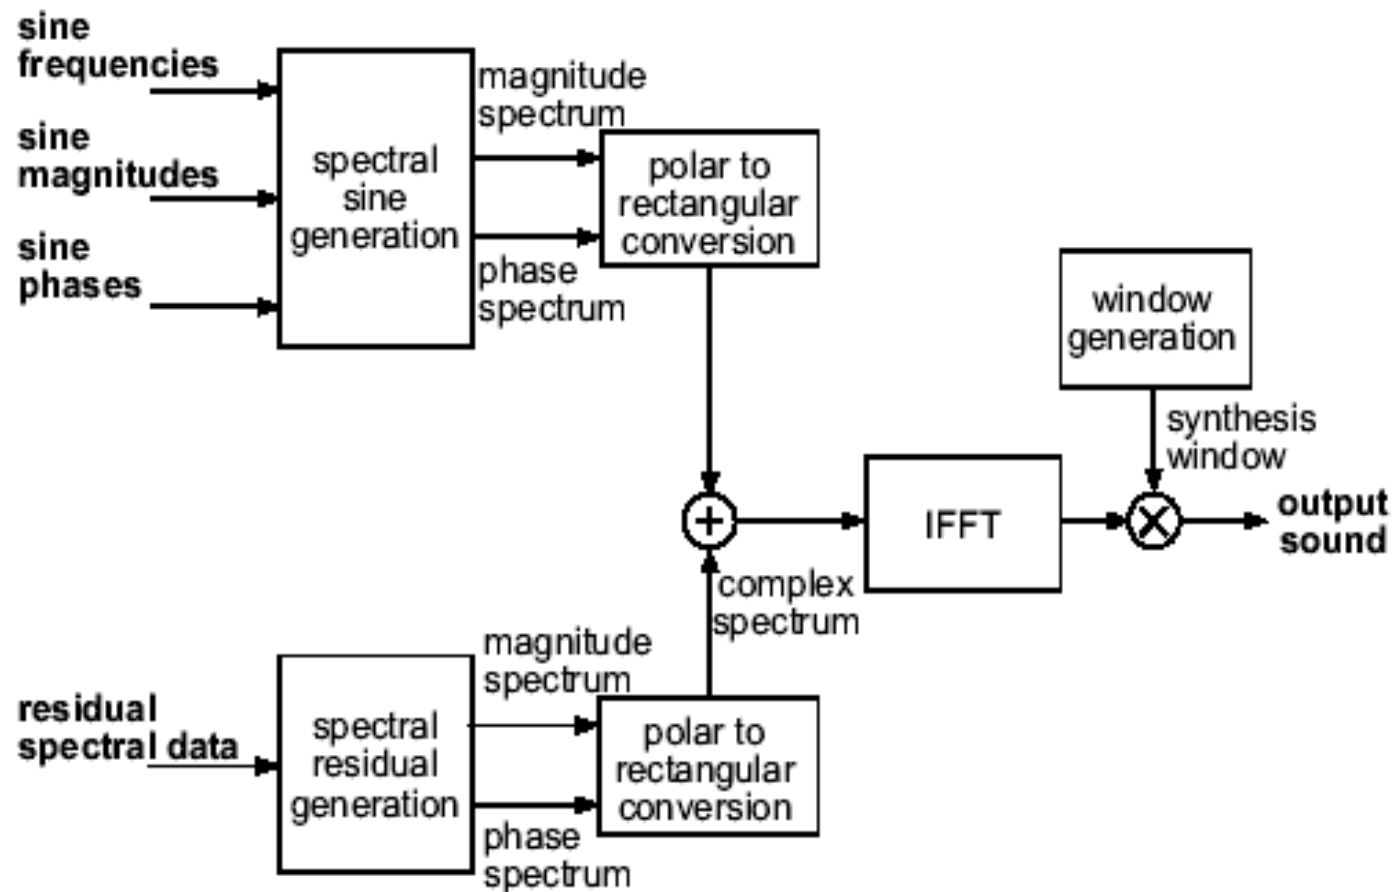 sine
frequencies
sine
magnitudes
sine
phases
spectral
sine
generation
magnitude
spectrum
phase
spectrum
polar to
rectangular
conversion
window
generation
synthesis
window
+
IFFT
output
sound
complex
spectrum
residual
spectral data
spectral
residual
generation
magnitude
spectrum
phase
spectrum
polar to
rectangular
conversion